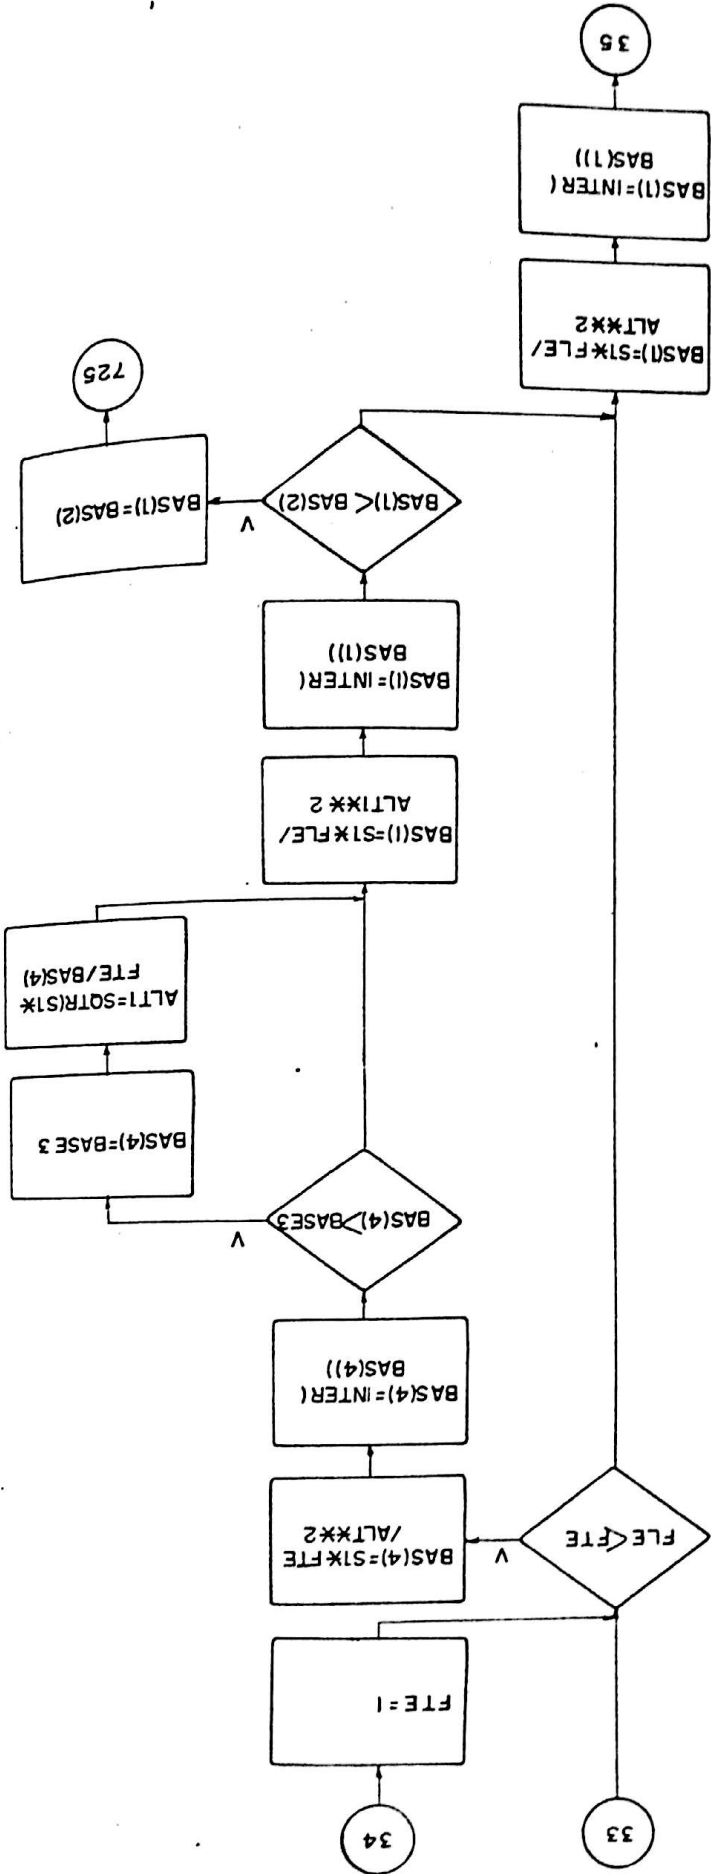 33
34
FTE=1
FLE<FTE
V
BAS(4)=S1*FTE
/ALT**2
BAS(4)=INTER(
BAS(4))
BAS(4)>BASE3
V
BAS(4)=BASE3
ALT1=SQTR(S1*
FTE/BAS(4)
BAS(1)=S1*FLE/
ALT1**2
BAS(1)=INTER(
BAS(1))
BAS(1)<BAS(2)
V
BAS(1)=BAS(2)
725
BAS(1)=S1*FLE/
ALT**2
BAS(1)=INTER(
BAS(1))
35